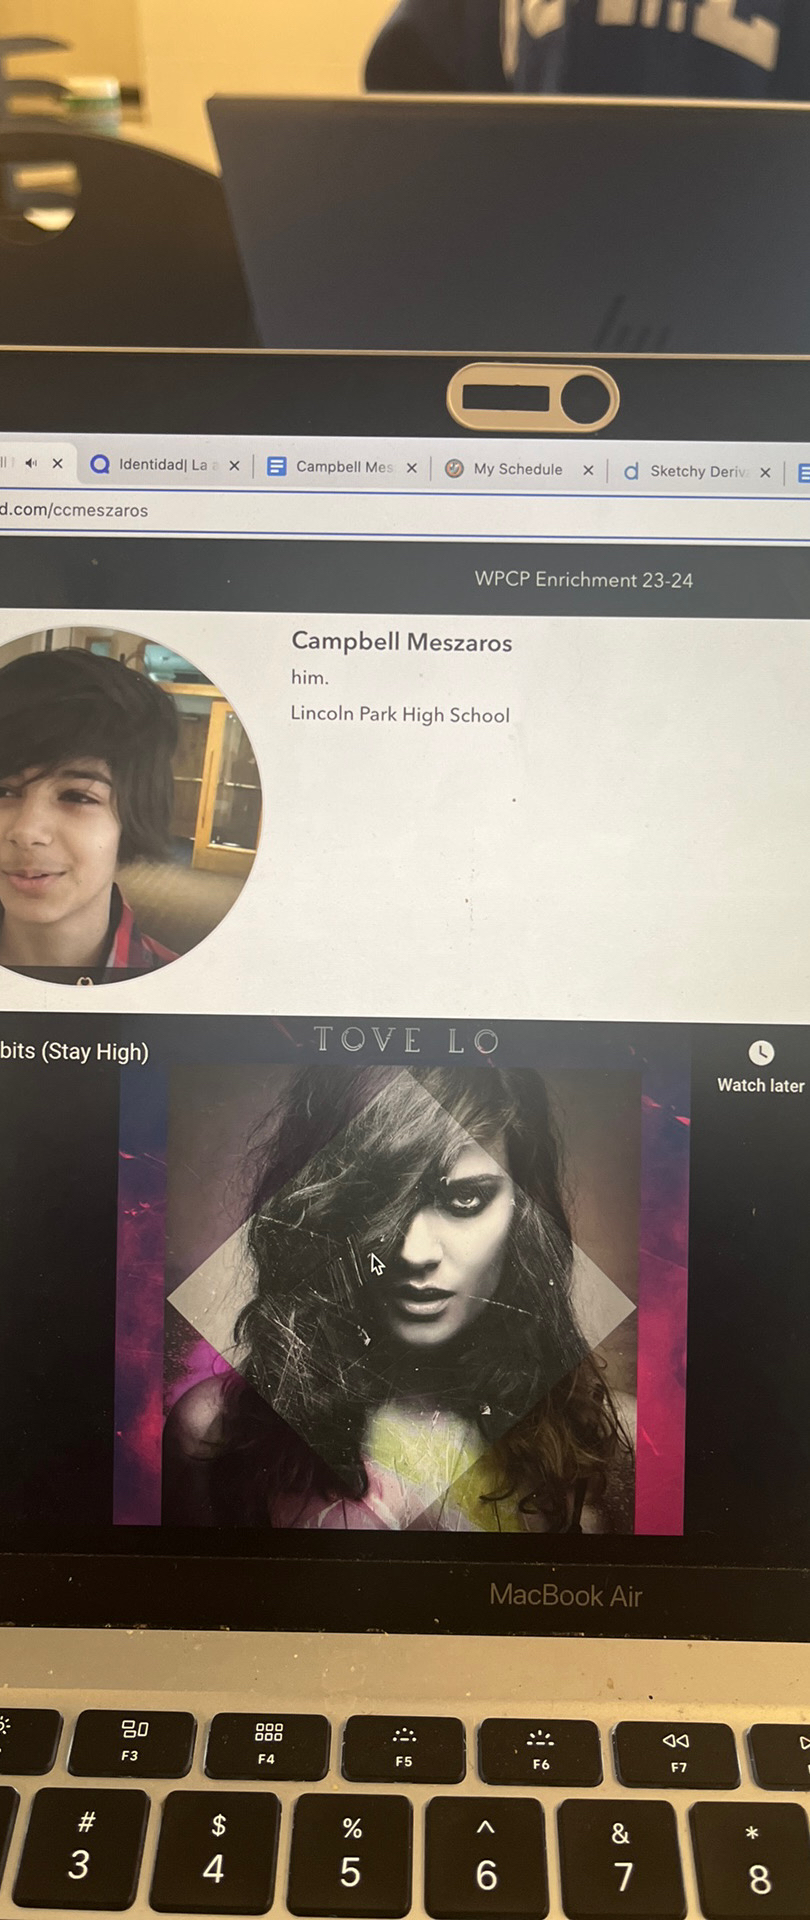 Identidad| La a
Campbell Mes
My Schedule
Sketchy Deriv
d.com/ccmeszaros
WPCP Enrichment 23-24
Campbell Meszaros
him.
Lincoln Park High School
bits (Stay High)
TOVE LO
Watch later
MacBook Air
F3 F4 F5 F6 F7
# $ % ^ & *
3 4 5 6 7 8